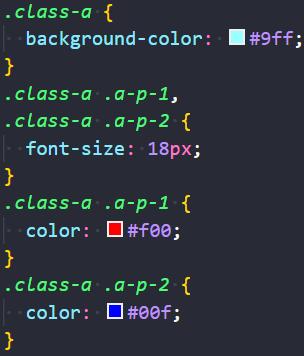 .class-a {
  background-color: #9ff;
}
.class-a .a-p-1,
.class-a .a-p-2 {
  font-size: 18px;
}
.class-a .a-p-1 {
  color: #f00;
}
.class-a .a-p-2 {
  color: #00f;
}